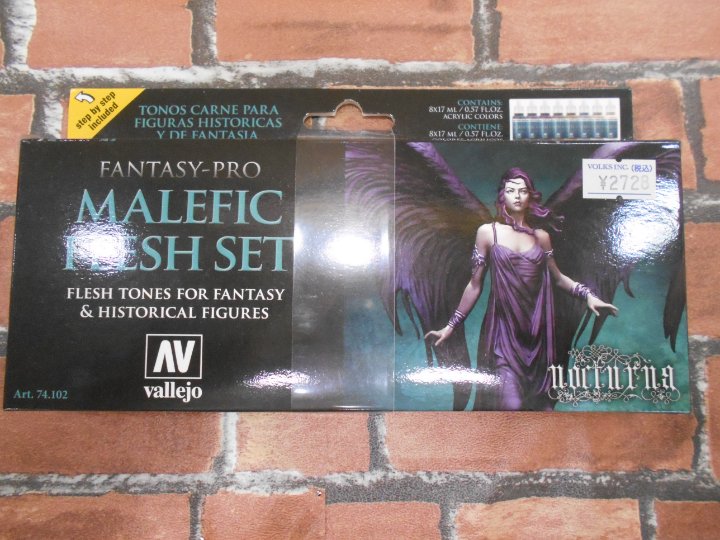 step by step
included
TONOS CARNE PARA
FIGURAS HISTORICAS
Y DE FANTASIA
CONTAINS:
8X17 ML / 0.57 FL.OZ.
ACRYLIC COLORS
CONTIENE:
8X17 ML / 0.57 FL.OZ.
FANTASY-PRO
MALEFIC
FLESH SET
FLESH TONES FOR FANTASY
& HISTORICAL FIGURES
AV
vallejo
Art. 74.102
VOLKS INC. (税込)
¥2728
nocturna